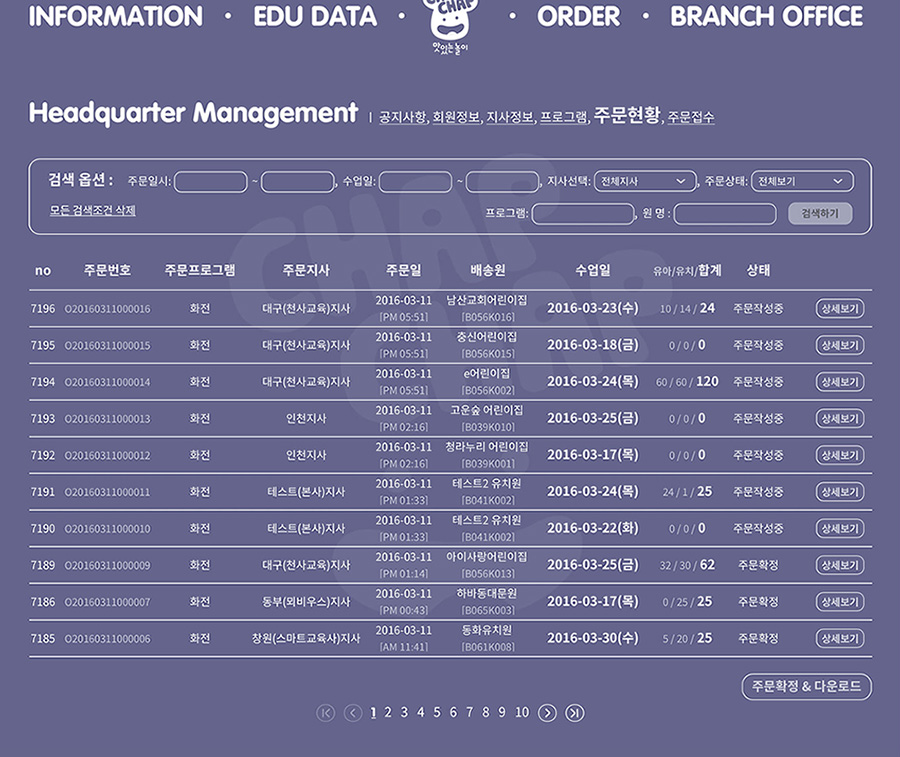 INFORMATION • EDU DATA • CHAP • ORDER • BRANCH OFFICE
맛있는놀이
Headquarter Management | 공지사항, 회원정보, 지사정보, 프로그램, 주문현황, 주문접수
검색 옵션 : 주문일시: ~ , 수업일: ~ , 지사선택: 전체지사 , 주문상태: 전체보기
모든 검색조건 삭제 프로그램: , 원 명 : 검색하기
CHAP
CHAP
no 주문번호 주문프로그램 주문지사 주문일 배송원 수업일 유아/유치/합계 상태
7196 O20160311000016 화전 대구(천사교육)지사 2016-03-11 [PM 05:51] 남산교회어린이집 [B056K016] 2016-03-23(수) 10 / 14 / 24 주문작성중 상세보기
7195 O20160311000015 화전 대구(천사교육)지사 2016-03-11 [PM 05:51] 충신어린이집 [B056K015] 2016-03-18(금) 0 / 0 / 0 주문작성중 상세보기
7194 O20160311000014 화전 대구(천사교육)지사 2016-03-11 [PM 05:51] e어린이집 [B056K002] 2016-03-24(목) 60 / 60 / 120 주문작성중 상세보기
7193 O20160311000013 화전 인천지사 2016-03-11 [PM 02:16] 고운숲 어린이집 [B039K010] 2016-03-25(금) 0 / 0 / 0 주문작성중 상세보기
7192 O20160311000012 화전 인천지사 2016-03-11 [PM 02:16] 청라누리 어린이집 [B039K001] 2016-03-17(목) 0 / 0 / 0 주문작성중 상세보기
7191 O20160311000011 화전 테스트(본사)지사 2016-03-11 [PM 01:33] 테스트2 유치원 [B041K002] 2016-03-24(목) 24 / 1 / 25 주문작성중 상세보기
7190 O20160311000010 화전 테스트(본사)지사 2016-03-11 [PM 01:33] 테스트2 유치원 [B041K002] 2016-03-22(화) 0 / 0 / 0 주문작성중 상세보기
7189 O20160311000009 화전 대구(천사교육)지사 2016-03-11 [PM 01:14] 아이사랑어린이집 [B056K013] 2016-03-25(금) 32 / 30 / 62 주문확정 상세보기
7186 O20160311000007 화전 동부(뫼비우스)지사 2016-03-11 [PM 00:43] 하바동대문원 [B065K003] 2016-03-17(목) 0 / 25 / 25 주문확정 상세보기
7185 O20160311000006 화전 창원(스마트교육사)지사 2016-03-11 [AM 11:41] 동화유치원 [B061K008] 2016-03-30(수) 5 / 20 / 25 주문확정 상세보기
주문확정 & 다운로드
1 2 3 4 5 6 7 8 9 10